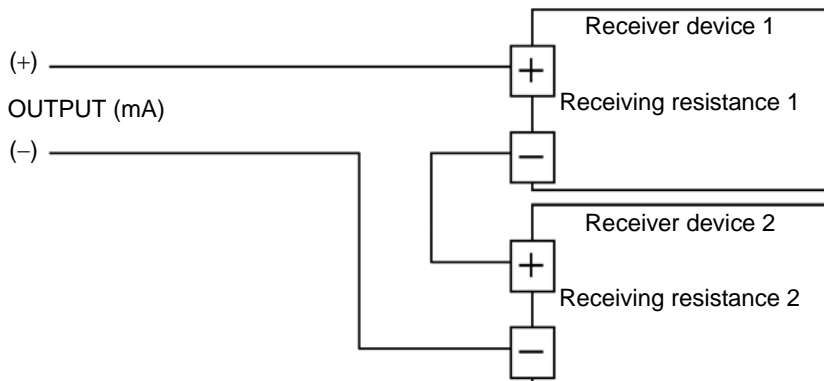 Receiver device 1
(+)
+
OUTPUT (mA)
Receiving resistance 1
(−)
−
Receiver device 2
+
Receiving resistance 2
−